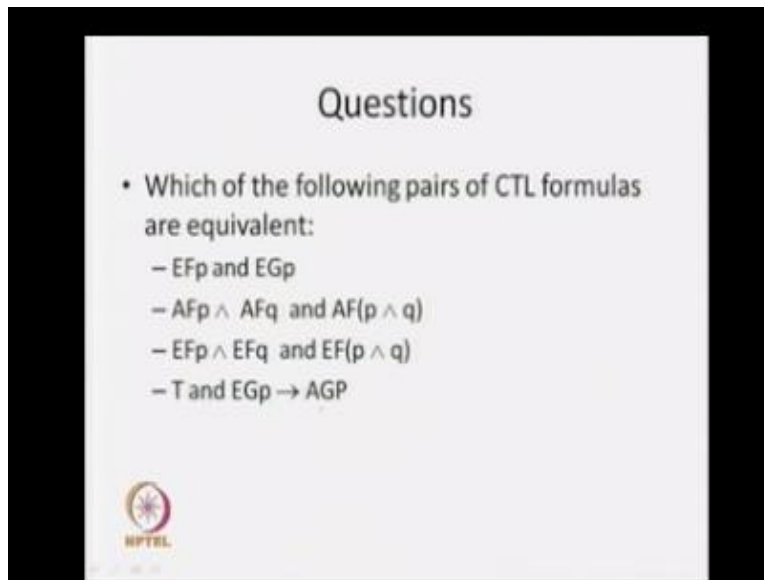 Questions
• Which of the following pairs of CTL formulas
are equivalent:
– EFp and EGp
– AFp ∧ AFq and AF(p ∧ q)
– EFp ∧ EFq and EF(p ∧ q)
– T and EGp → AGP
NPTEL